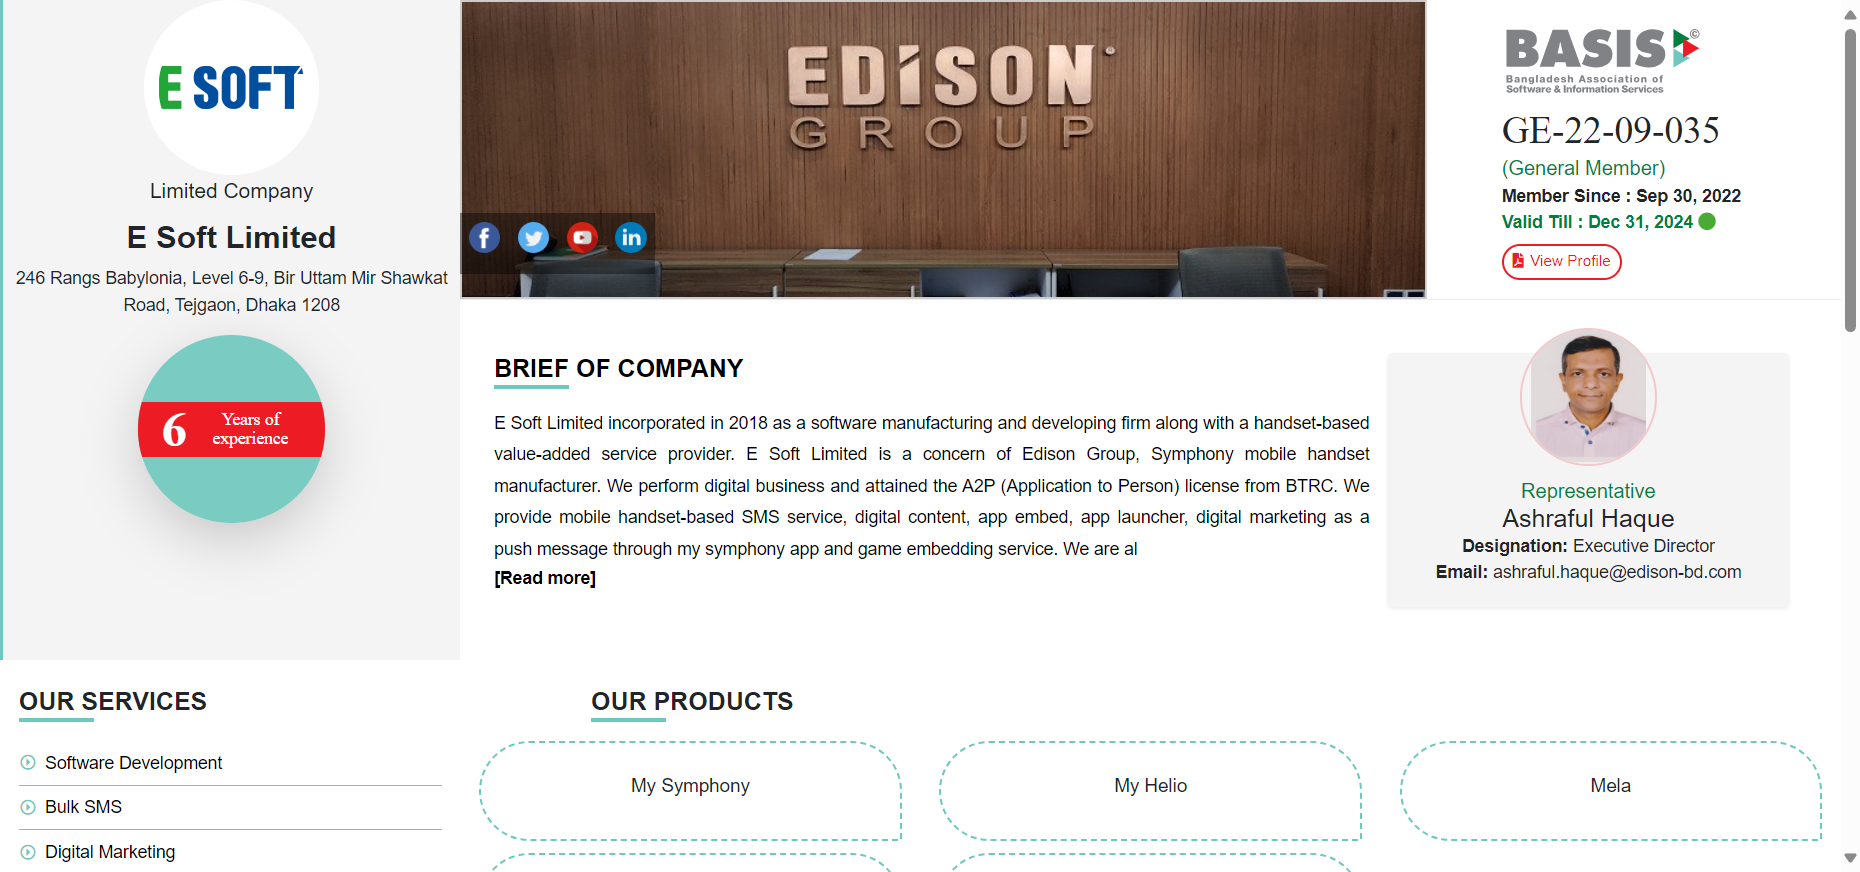 E SOFT
Limited Company
E Soft Limited
246 Rangs Babylonia, Level 6-9, Bir Uttam Mir Shawkat
Road, Tejgaon, Dhaka 1208
6
Years of
experience
EDISON
GROUP
BASIS ©
Bangladesh Association of
Software & Information Services
GE-22-09-035
(General Member)
Member Since : Sep 30, 2022
Valid Till : Dec 31, 2024
View Profile
BRIEF OF COMPANY
E Soft Limited incorporated in 2018 as a software manufacturing and developing firm along with a handset-based
value-added service provider. E Soft Limited is a concern of Edison Group, Symphony mobile handset
manufacturer. We perform digital business and attained the A2P (Application to Person) license from BTRC. We
provide mobile handset-based SMS service, digital content, app embed, app launcher, digital marketing as a
push message through my symphony app and game embedding service. We are al
[Read more]
Representative
Ashraful Haque
Designation: Executive Director
Email: ashraful.haque@edison-bd.com
OUR SERVICES
Software Development
Bulk SMS
Digital Marketing
OUR PRODUCTS
My Symphony
My Helio
Mela